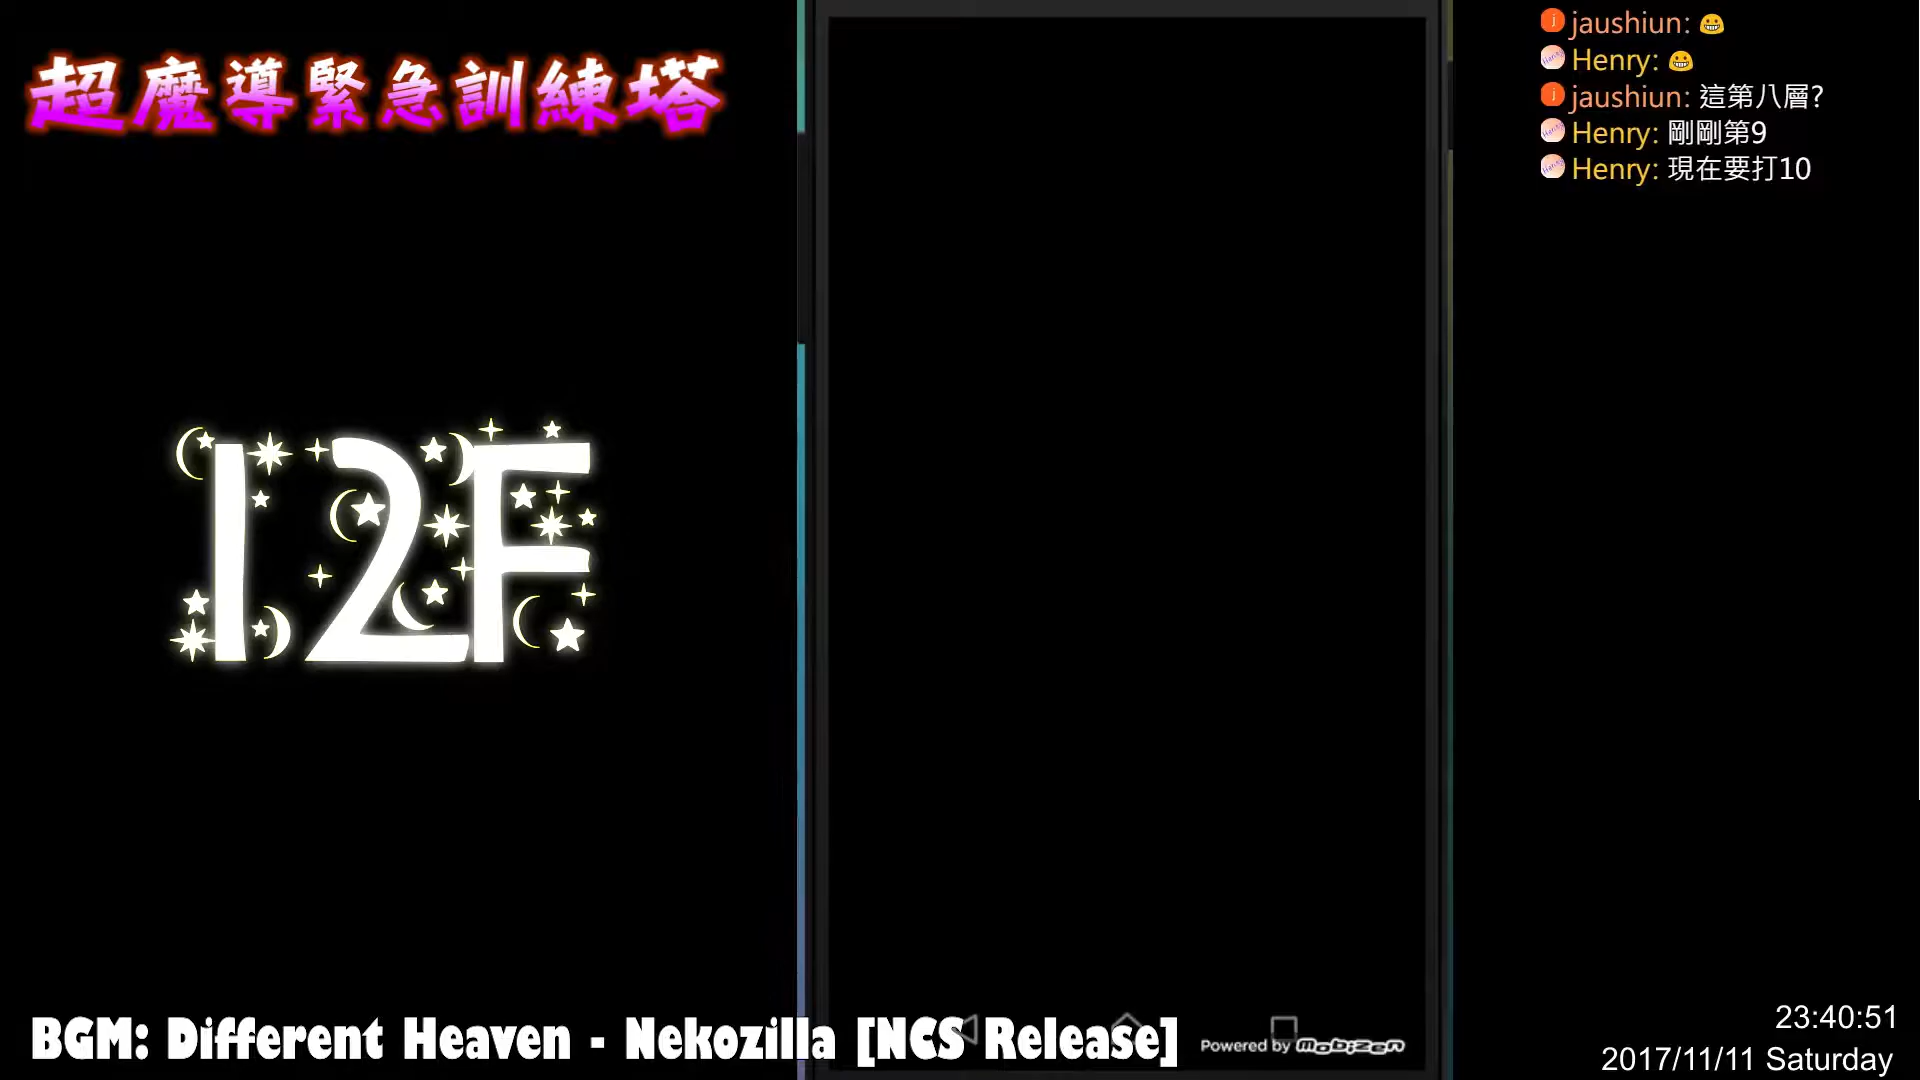 超魔導緊急訓練塔
12F
jaushiun: 😀
Henry: 😀
jaushiun: 這第八層?
Henry: 剛剛第9
Henry: 現在要打10
BGM: Different Heaven - Nekozilla [NCS Release]
Powered by mobizen
23:40:51
2017/11/11 Saturday